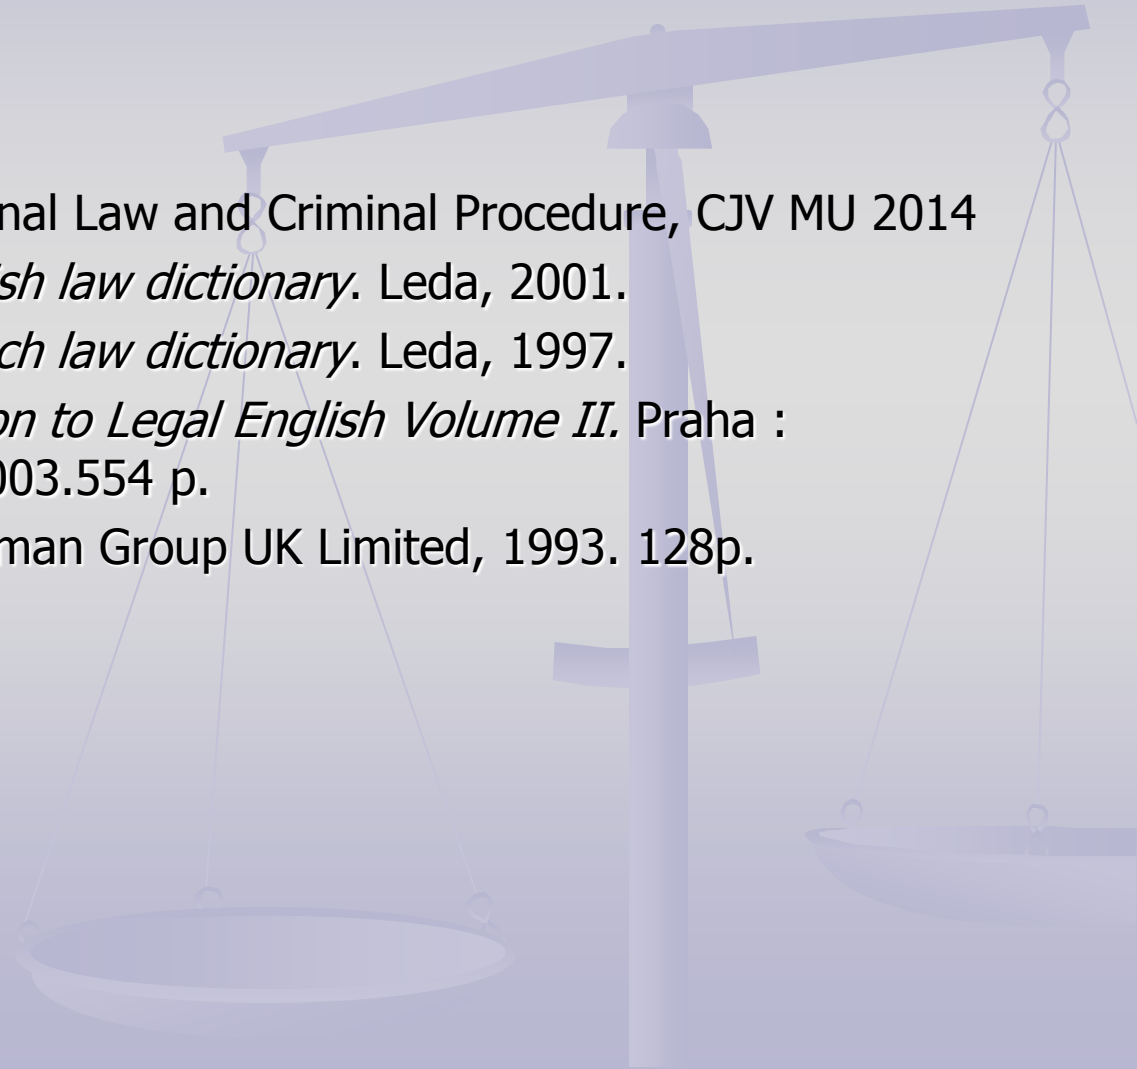 nal Law and Criminal Procedure, CJV MU 2014
sh law dictionary. Leda, 2001.
ch law dictionary. Leda, 1997.
on to Legal English Volume II. Praha :
003.554 p.
man Group UK Limited, 1993. 128p.